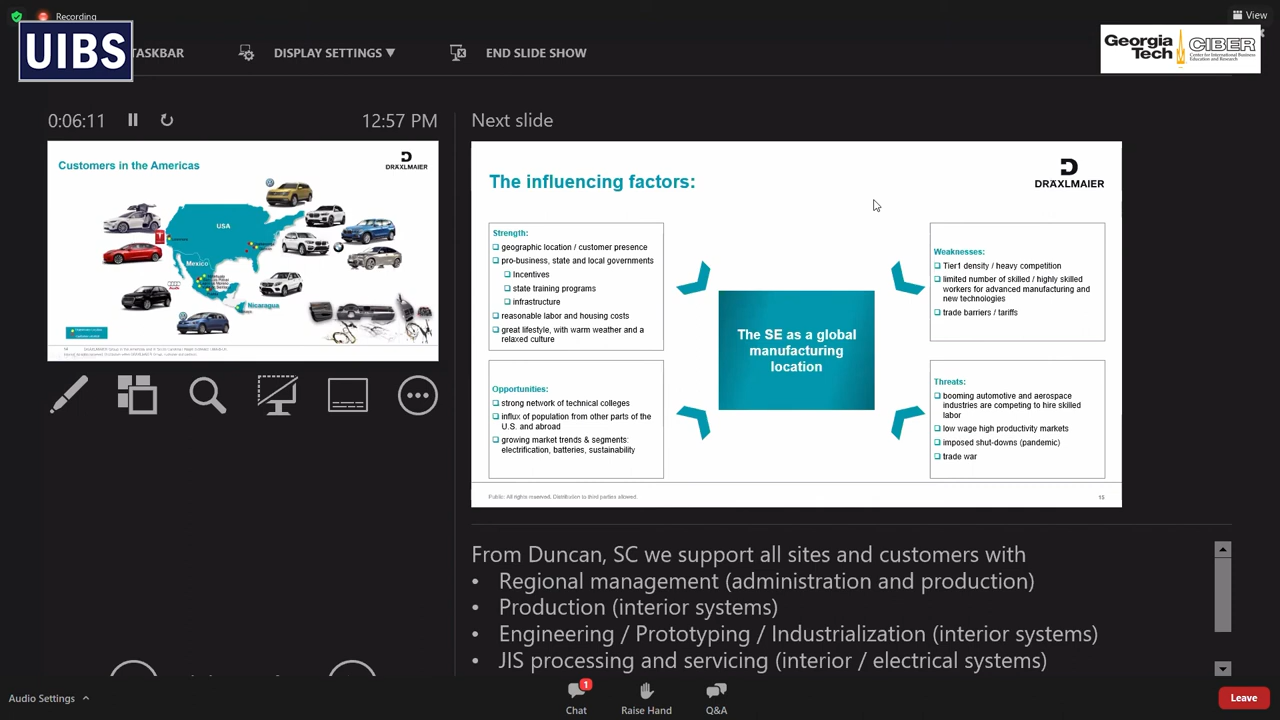 Recording
View
UIBS
TASKBAR
DISPLAY SETTINGS ▼
END SLIDE SHOW
Georgia Tech
CIBER
Center for International Business
Education and Research
0:06:11
12:57 PM
Next slide
Customers in the Americas
DRÄXLMAIER
USA
Mexico
Nicaragua
The influencing factors:
DRÄXLMAIER
Strength:
geographic location / customer presence
pro-business, state and local governments
Incentives
state training programs
infrastructure
reasonable labor and housing costs
great lifestyle, with warm weather and a
relaxed culture
Weaknesses:
Tier1 density / heavy competition
limited number of skilled / highly skilled
workers for advanced manufacturing and
new technologies
trade barriers / tariffs
The SE as a global
manufacturing
location
Opportunities:
strong network of technical colleges
influx of population from other parts of the
U.S. and abroad
growing market trends & segments:
electrification, batteries, sustainability
Threats:
booming automotive and aerospace
industries are competing to hire skilled
labor
low wage high productivity markets
imposed shut-downs (pandemic)
trade war
Public: All rights reserved. Distribution to third parties allowed.
15
From Duncan, SC we support all sites and customers with
• Regional management (administration and production)
• Production (interior systems)
• Engineering / Prototyping / Industrialization (interior systems)
• JIS processing and servicing (interior / electrical systems)
Audio Settings
1
Chat
Raise Hand
Q&A
Leave